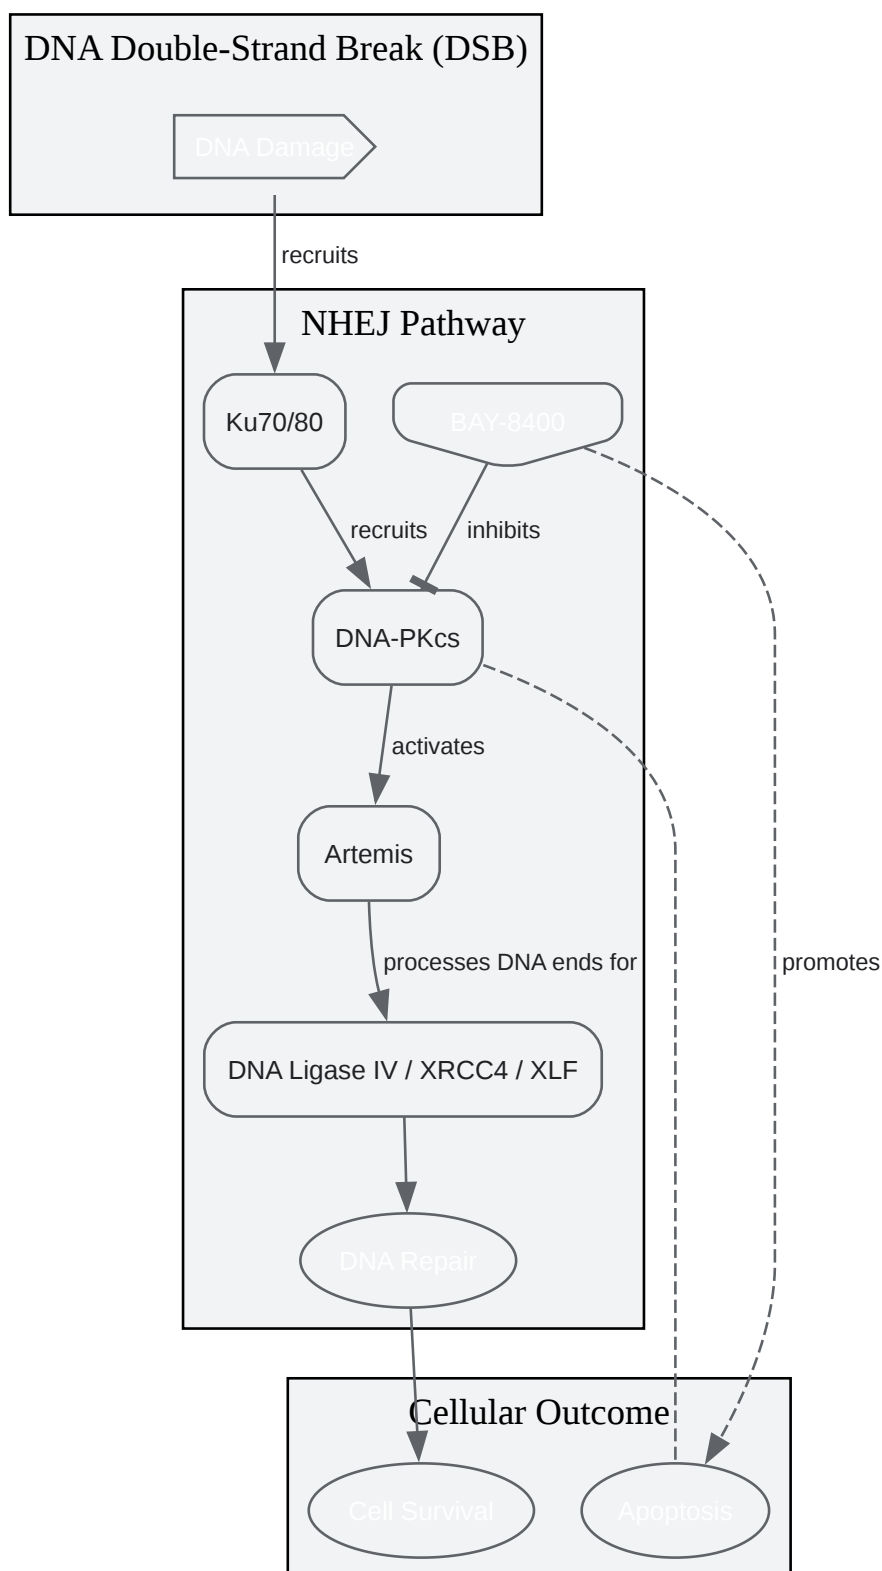 DNA Double-Strand Break (DSB)
DNA Damage
recruits
NHEJ Pathway
Ku70/80
BAY-8400
recruits
inhibits
DNA-PKcs
activates
Artemis
processes DNA ends for
promotes
DNA Ligase IV / XRCC4 / XLF
DNA Repair
Cellular Outcome
Cell Survival
Apoptosis